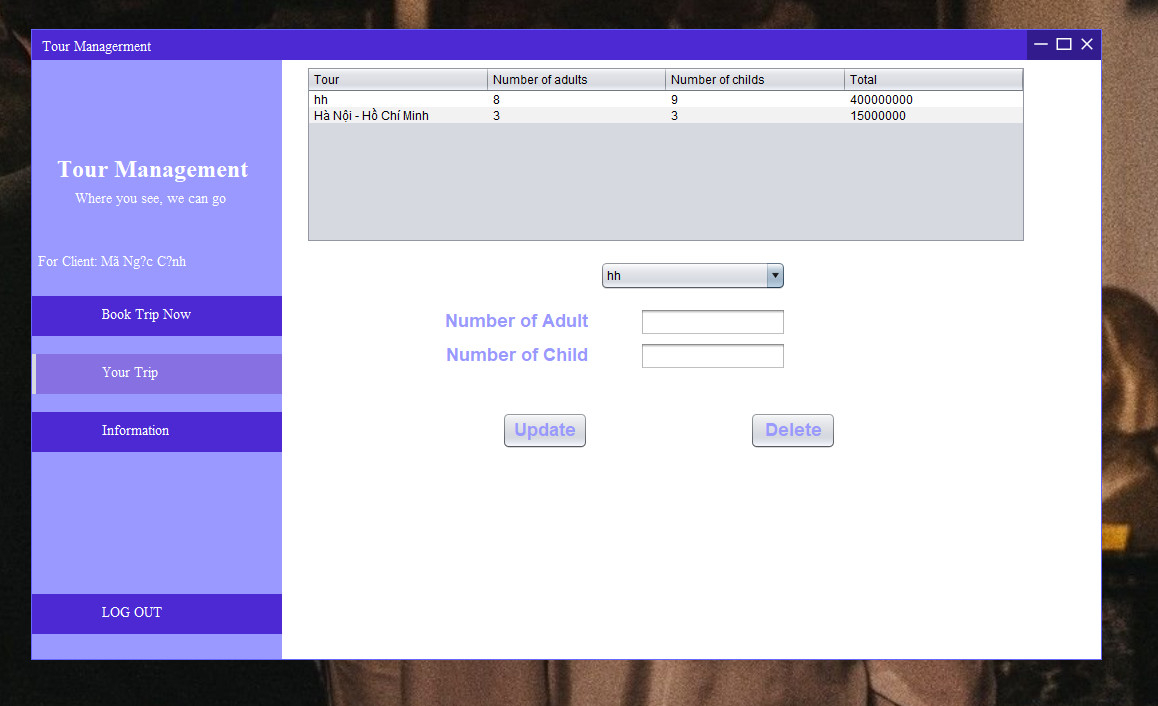 Tour Managerment
Tour Management
Where you see, we can go
For Client: Mã Ng?c C?nh
Book Trip Now
Your Trip
Information
LOG OUT
Tour Number of adults Number of childs Total
hh 8 9 400000000
Hà Nội - Hồ Chí Minh 3 3 15000000
hh
Number of Adult
Number of Child
Update Delete